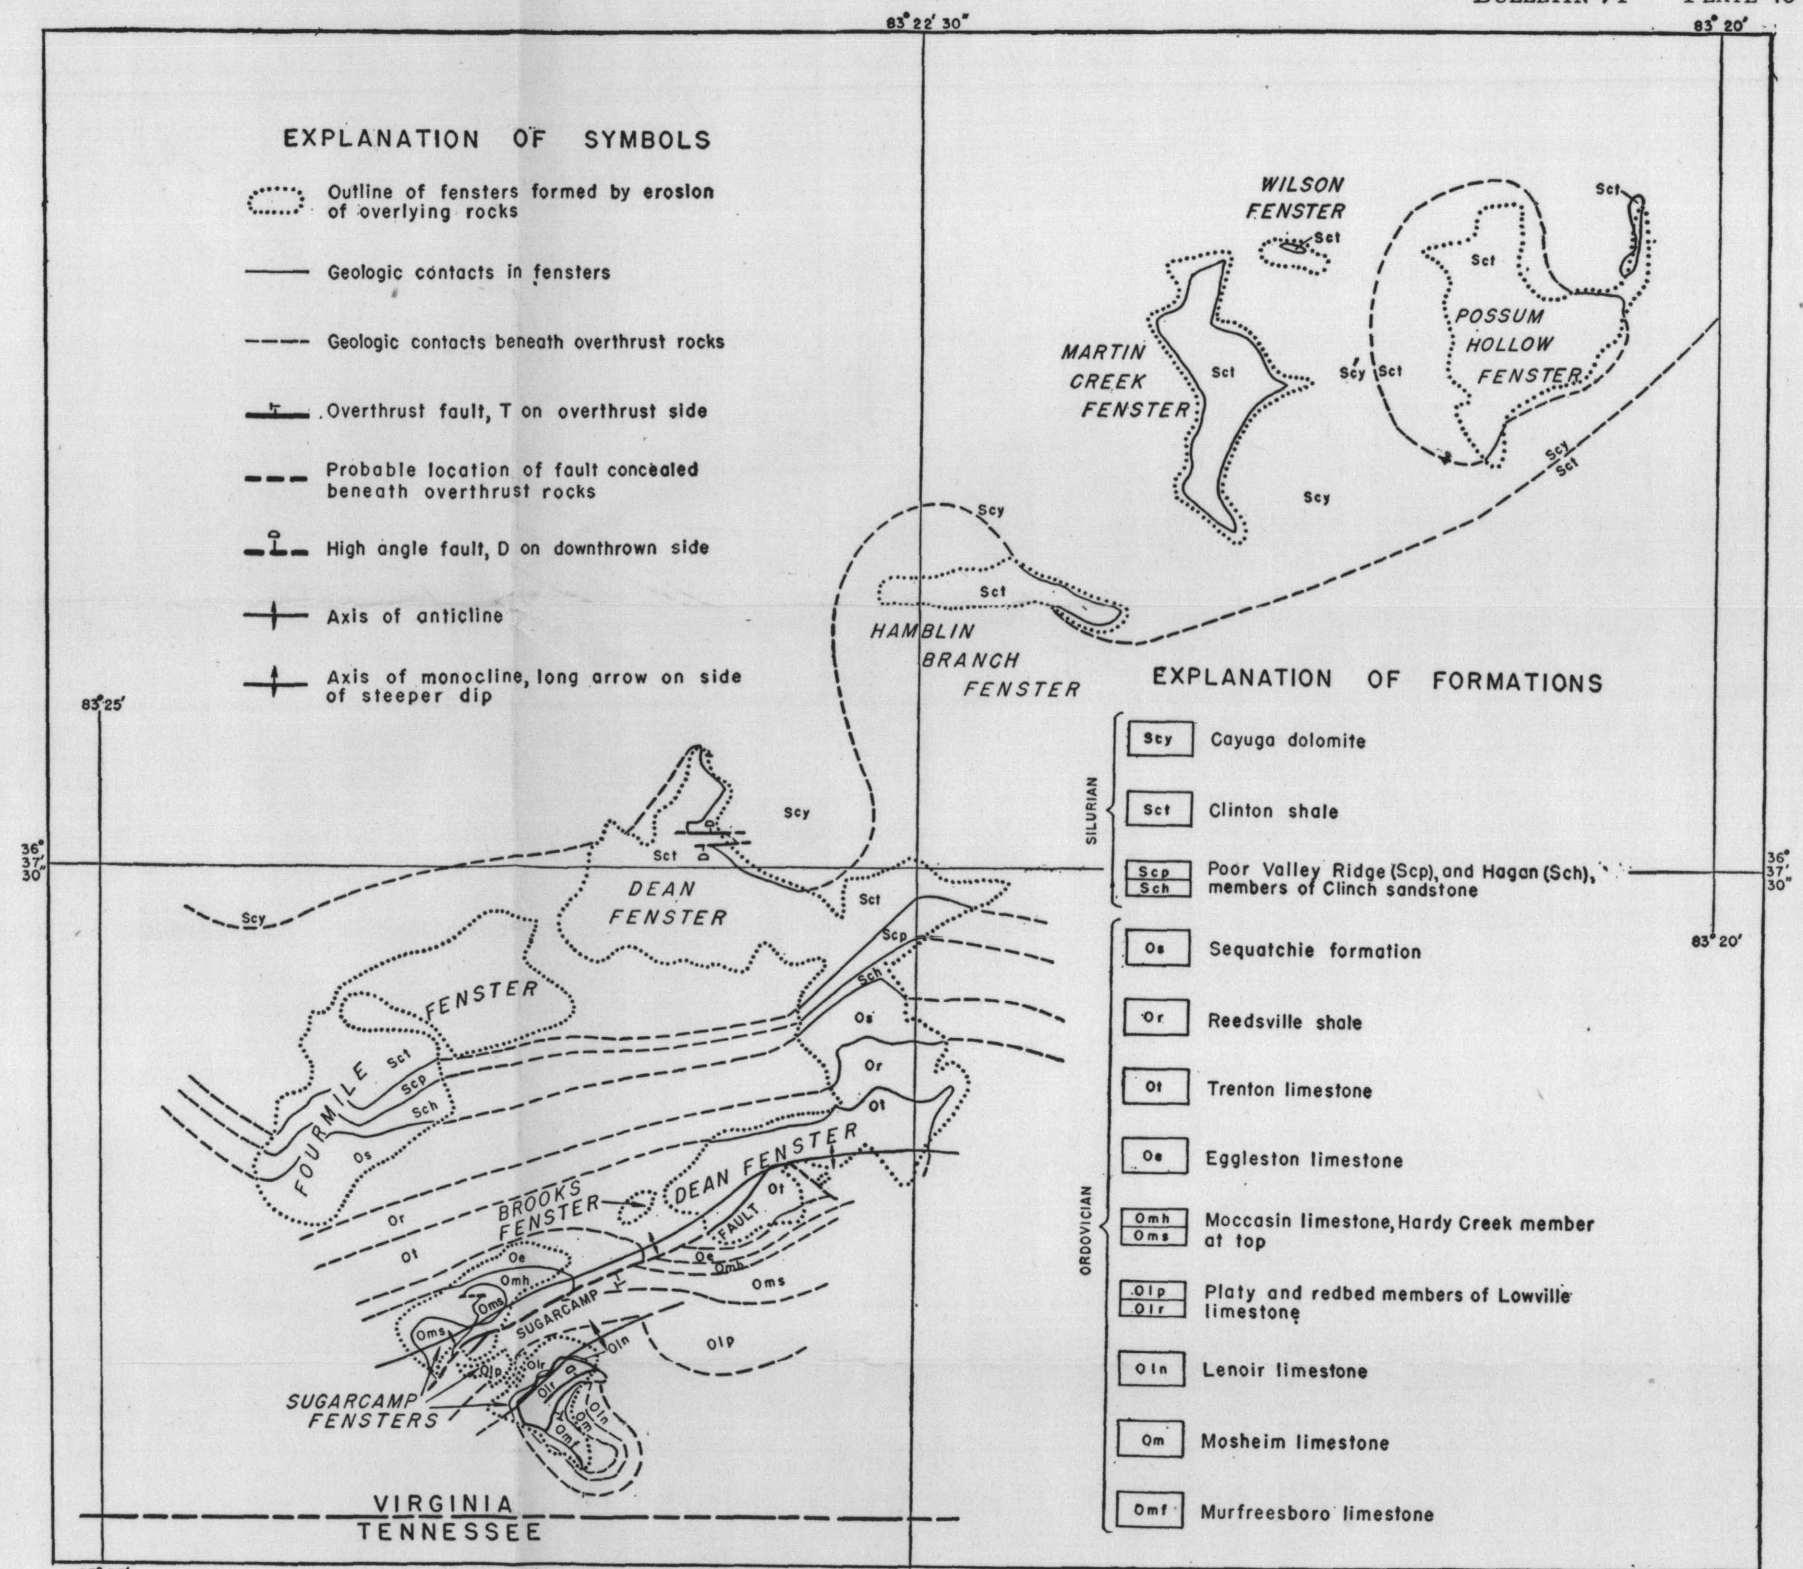 83° 22' 30"
83° 20'
EXPLANATION OF SYMBOLS
Outline of fensters formed by erosion
of overlying rocks
Geologic contacts in fensters
Geologic contacts beneath overthrust rocks
Overthrust fault, T on overthrust side
Probable location of fault concealed
beneath overthrust rocks
D
High angle fault, D on downthrown side
Axis of anticline
Axis of monocline, long arrow on side
of steeper dip
WILSON
FENSTER
Sct
Sct
Sct
POSSUM
HOLLOW
FENSTER
MARTIN
CREEK
FENSTER
Sct
Scy
Sct
Scy
Sct
Scy
Scy
Sct
HAMBLIN
BRANCH
FENSTER
83° 25'
Scy
D
D
Sct
36°
37'
30"
DEAN
FENSTER
Sct
Scy
Scp
Sch
FENSTER
Os
Sct
Scp
Sch
FOURMILE
Os
Or
Ot
DEAN FENSTER
BROOKS
FENSTER
Or
Ot
Ot
FAULT
Oe
Omh
Oms
Oe
Omh
Oms
Oms
SUGARCAMP
Oln
Olp
Olp
Olr
D
Olr
Oln
Om
Omf
SUGARCAMP
FENSTERS
VIRGINIA
TENNESSEE
EXPLANATION OF FORMATIONS
SILURIAN
Scy Cayuga dolomite
Sct Clinton shale
Scp Poor Valley Ridge (Scp), and Hagan (Sch),
Sch members of Clinch sandstone
36°
37'
30"
83° 20'
ORDOVICIAN
Os Sequatchie formation
Or Reedsville shale
Ot Trenton limestone
Oe Eggleston limestone
Omh Moccasin limestone, Hardy Creek member
Oms at top
Olp Platy and redbed members of Lowville
Olr limestone
Oln Lenoir limestone
Om Mosheim limestone
Omf Murfreesboro limestone